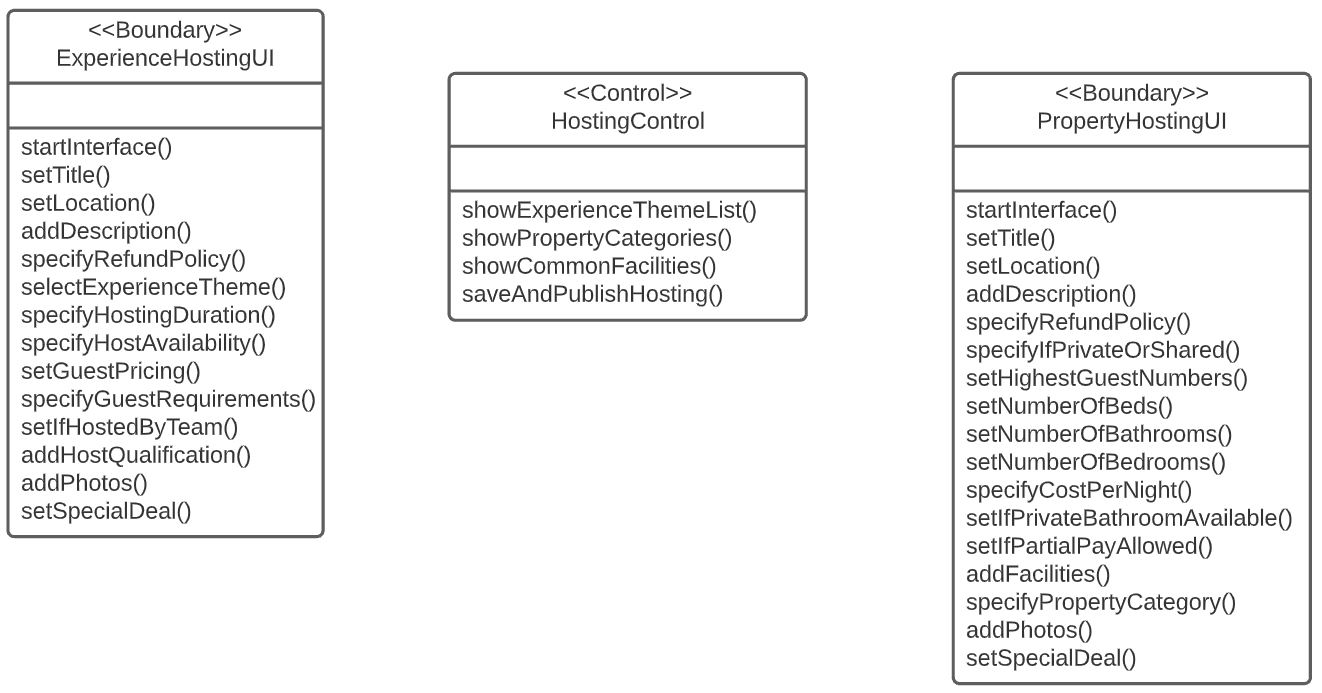 <<Boundary>>
ExperienceHostingUI
startInterface()
setTitle()
setLocation()
addDescription()
specifyRefundPolicy()
selectExperienceTheme()
specifyHostingDuration()
specifyHostAvailability()
setGuestPricing()
specifyGuestRequirements()
setIfHostedByTeam()
addHostQualification()
addPhotos()
setSpecialDeal()
<<Control>>
HostingControl
showExperienceThemeList()
showPropertyCategories()
showCommonFacilities()
saveAndPublishHosting()
<<Boundary>>
PropertyHostingUI
startInterface()
setTitle()
setLocation()
addDescription()
specifyRefundPolicy()
specifyIfPrivateOrShared()
setHighestGuestNumbers()
setNumberOfBeds()
setNumberOfBathrooms()
setNumberOfBedrooms()
specifyCostPerNight()
setIfPrivateBathroomAvailable()
setIfPartialPayAllowed()
addFacilities()
specifyPropertyCategory()
addPhotos()
setSpecialDeal()